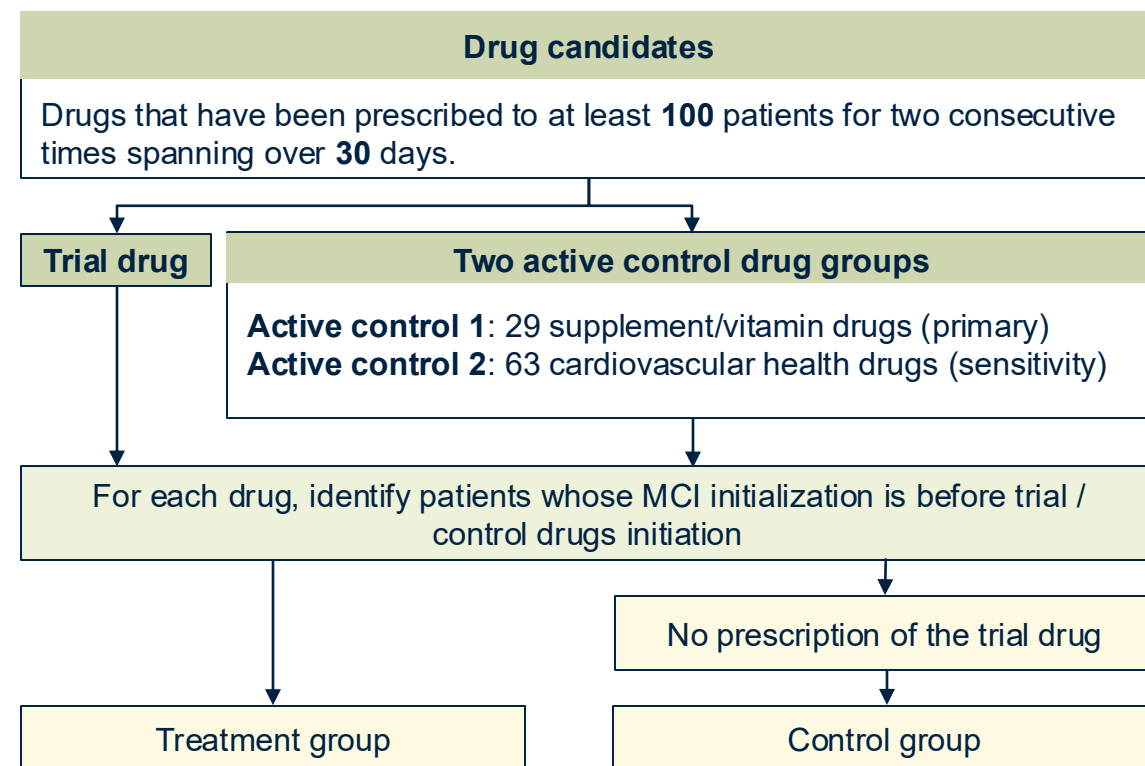 Drug candidates
Drugs that have been prescribed to at least 100 patients for two consecutive
times spanning over 30 days.
Trial drug
Two active control drug groups
Active control 1: 29 supplement/vitamin drugs (primary)
Active control 2: 63 cardiovascular health drugs (sensitivity)
For each drug, identify patients whose MCI initialization is before trial /
control drugs initiation
No prescription of the trial drug
Treatment group
Control group